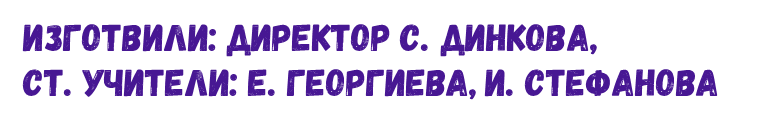 ИЗГОТВИЛИ: ДИРЕКТОР С. ДИНКОВА,
СТ. УЧИТЕЛИ: Е. ГЕОРГИЕВА, И. СТЕФАНОВА